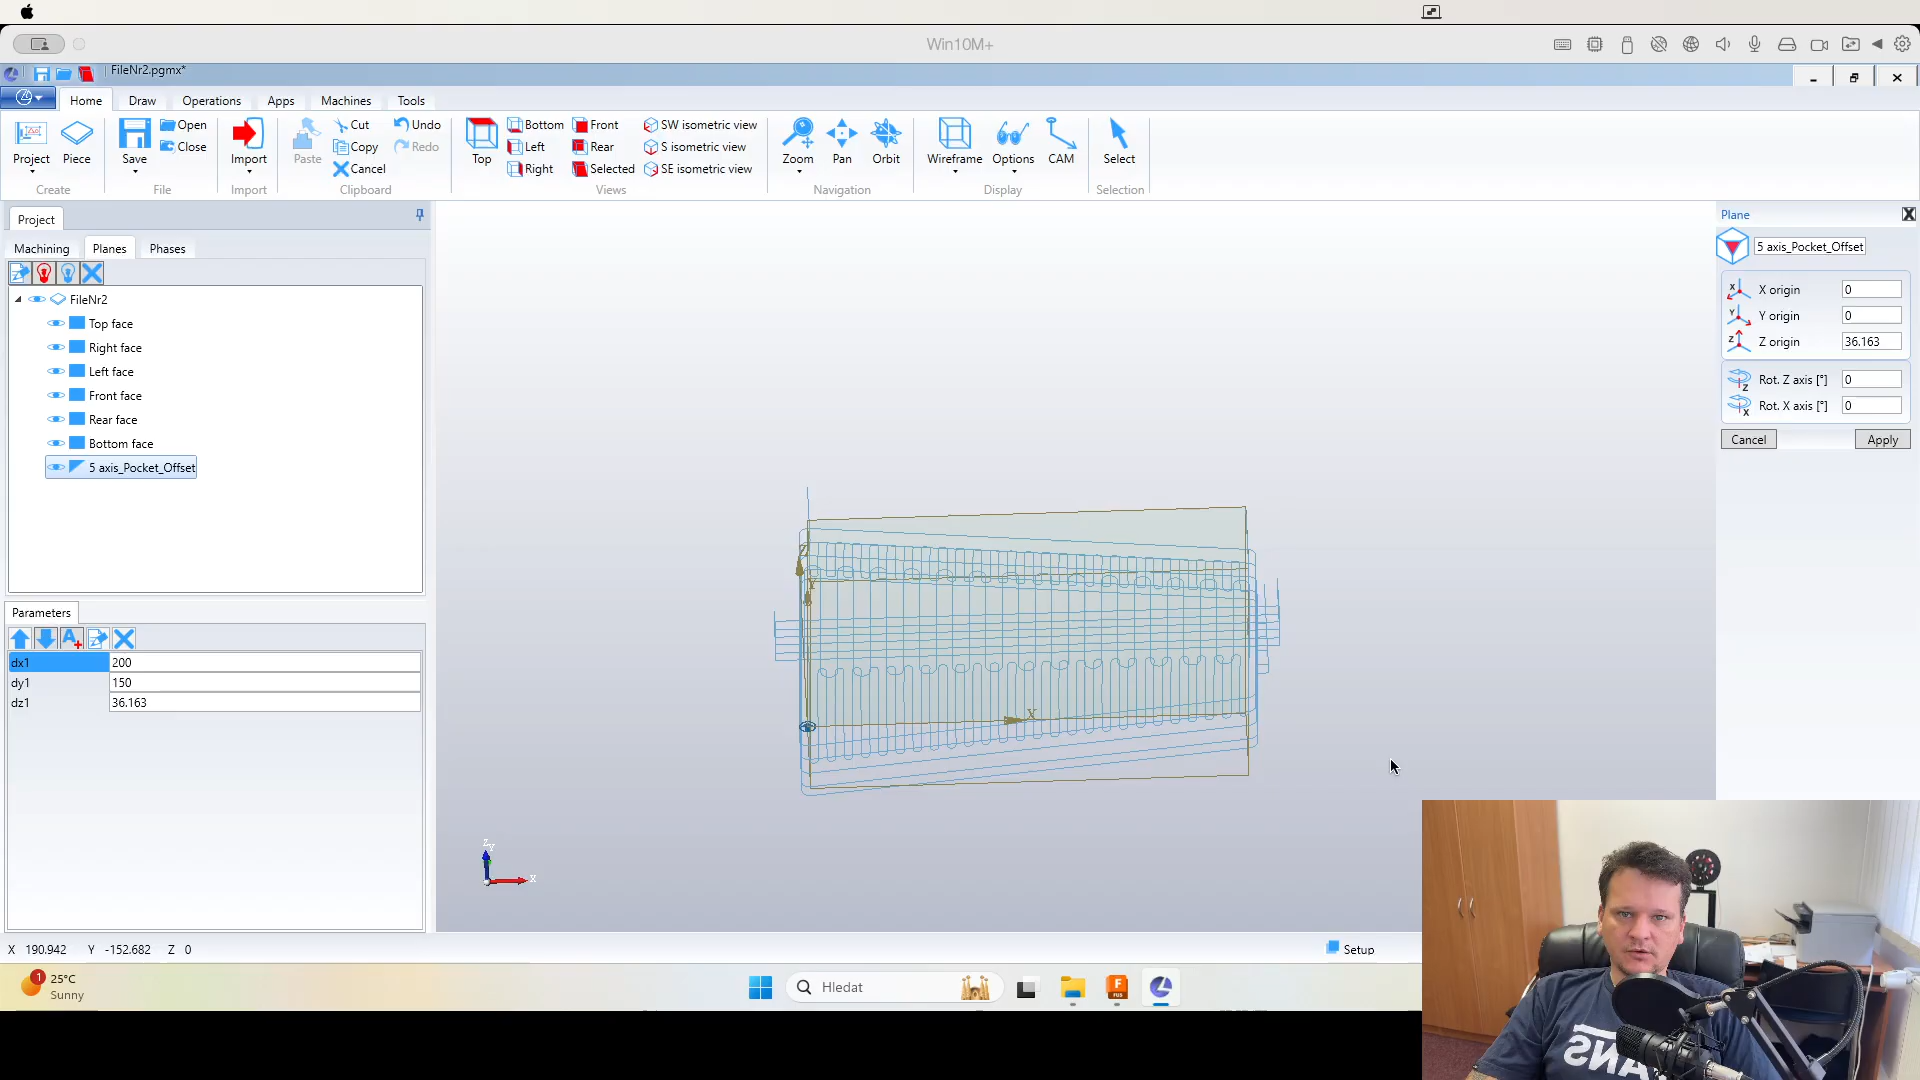 Win10M+
FileNr2.pgmx*
Home Draw Operations Apps Machines Tools
Project Piece Save Open Close Import Paste Cut Copy Cancel Undo Redo
Top Bottom Left Right Front Rear Selected SW isometric view S isometric view SE isometric view
Zoom Pan Orbit Wireframe Options CAM Select
Create File Import Clipboard Views Navigation Display Selection
Project
Machining Planes Phases
FileNr2
Top face
Right face
Left face
Front face
Rear face
Bottom face
5 axis_Pocket_Offset
Parameters
dx1 200
dy1 150
dz1 36.163
Z
Y
X
Z
Y
X
Plane
5 axis_Pocket_Offset
X origin 0
Y origin 0
Z origin 36.163
Rot. Z axis [°] 0
Rot. X axis [°] 0
Cancel Apply
X 190.942 Y -152.682 Z 0
Setup
1
25°C
Sunny
Hledat